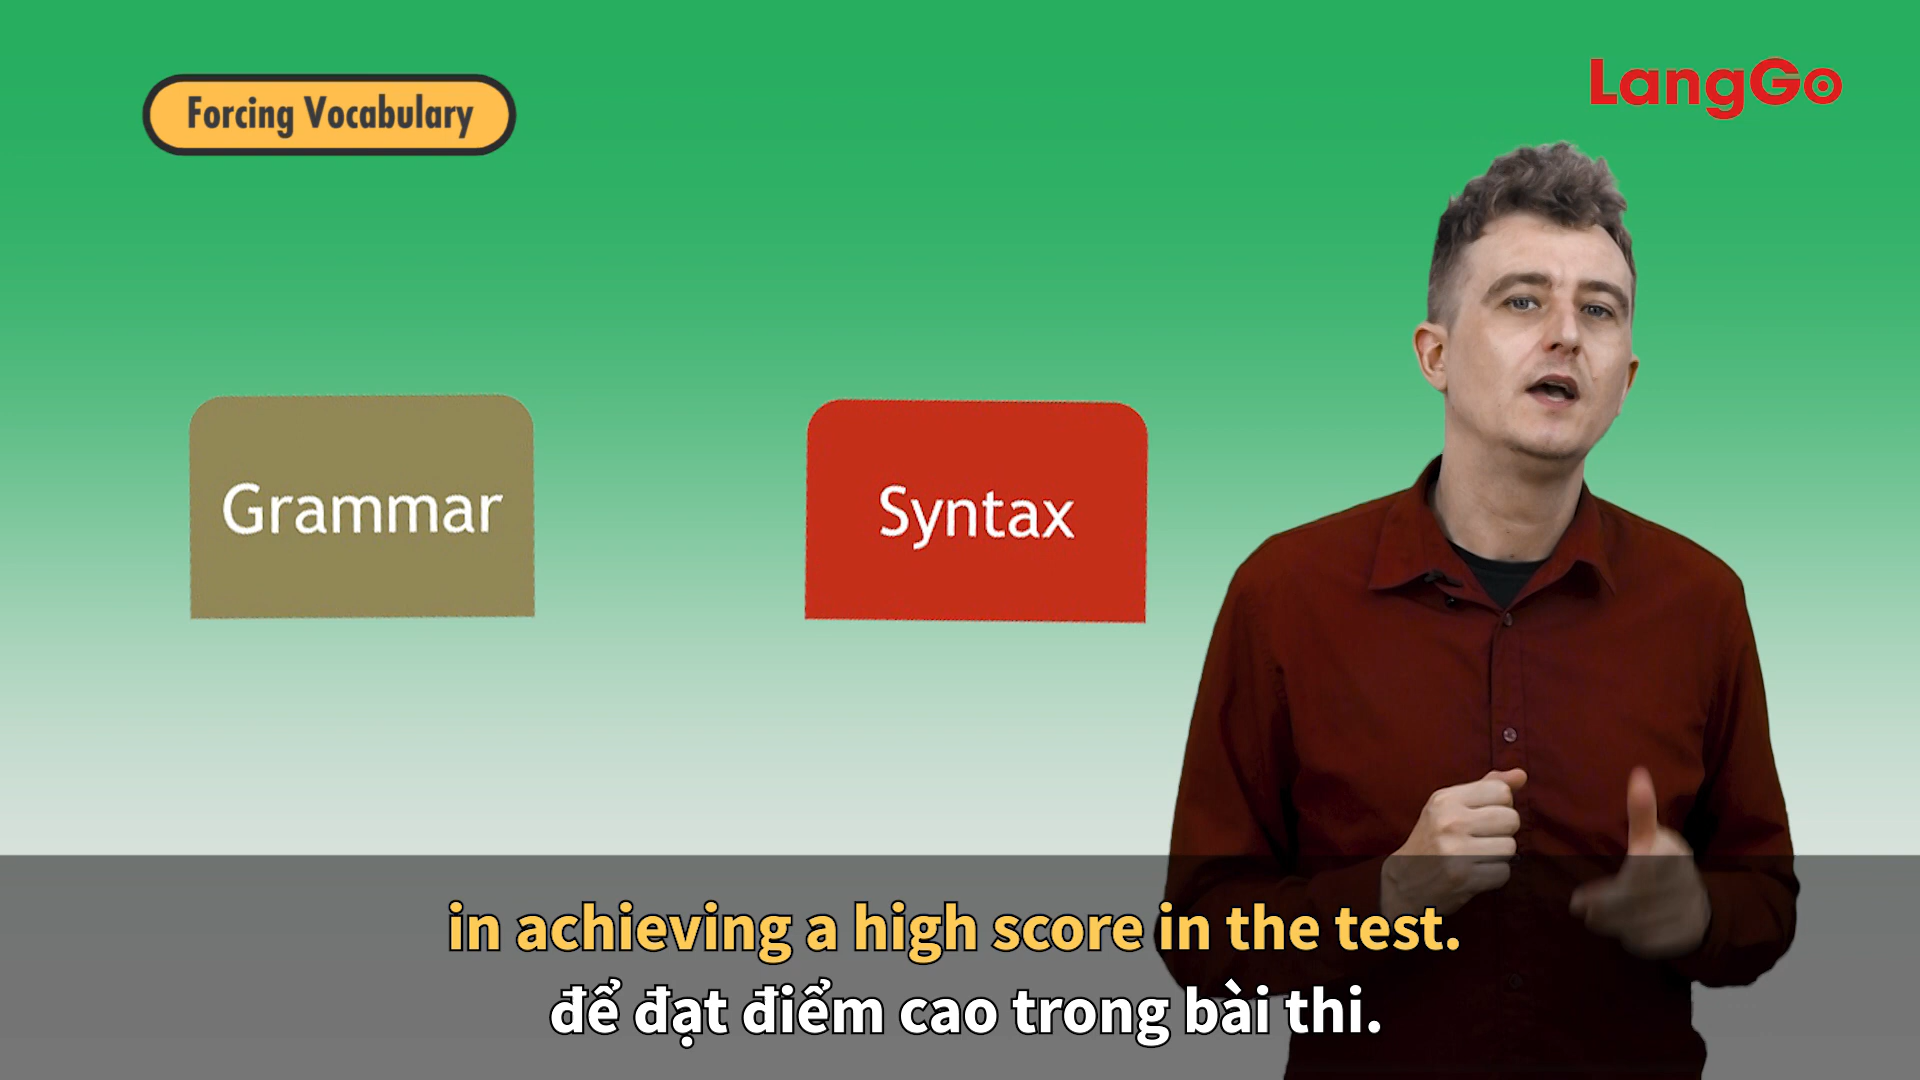 LangGo
Forcing Vocabulary
Grammar
Syntax
in achieving a high score in the test.
để đạt điểm cao trong bài thi.